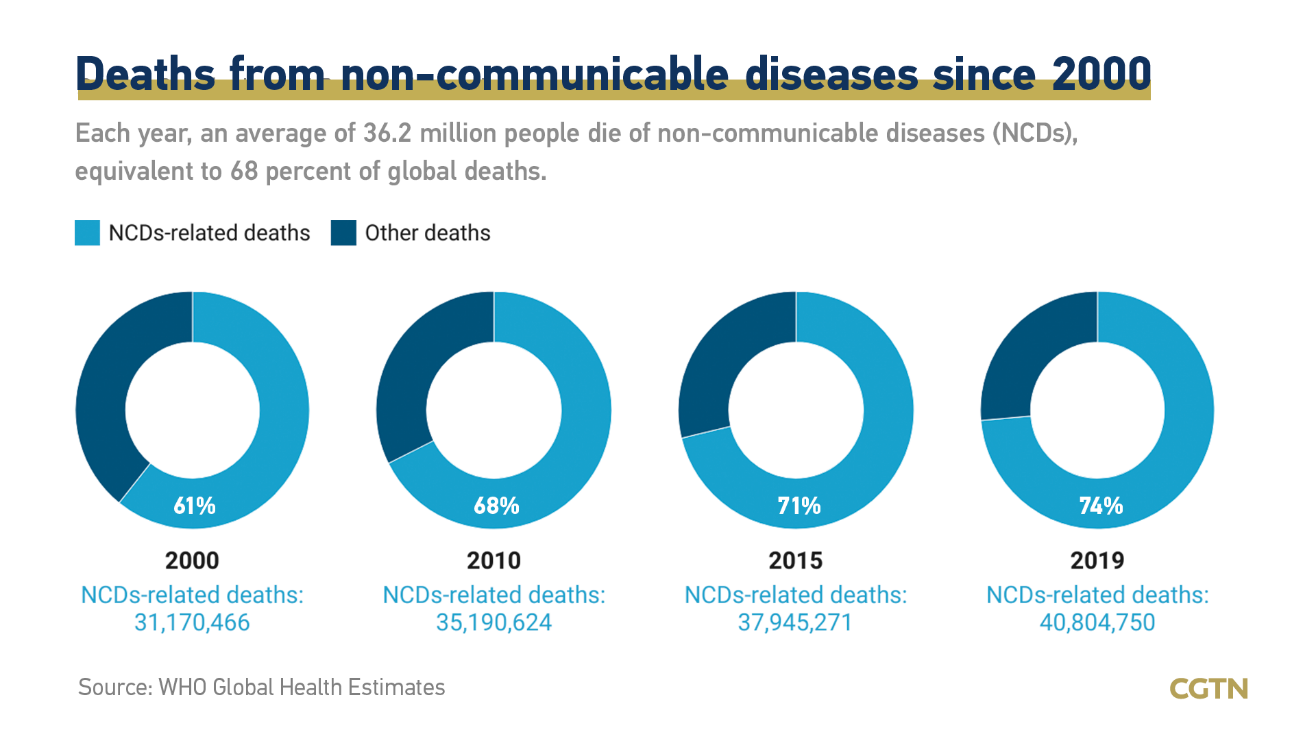 Deaths from non-communicable diseases since 2000
Each year, an average of 36.2 million people die of non-communicable diseases (NCDs),
equivalent to 68 percent of global deaths.
NCDs-related deaths
Other deaths
61%
68%
71%
74%
2000
2010
2015
2019
NCDs-related deaths:
31,170,466
NCDs-related deaths:
35,190,624
NCDs-related deaths:
37,945,271
NCDs-related deaths:
40,804,750
Source: WHO Global Health Estimates
CGTN